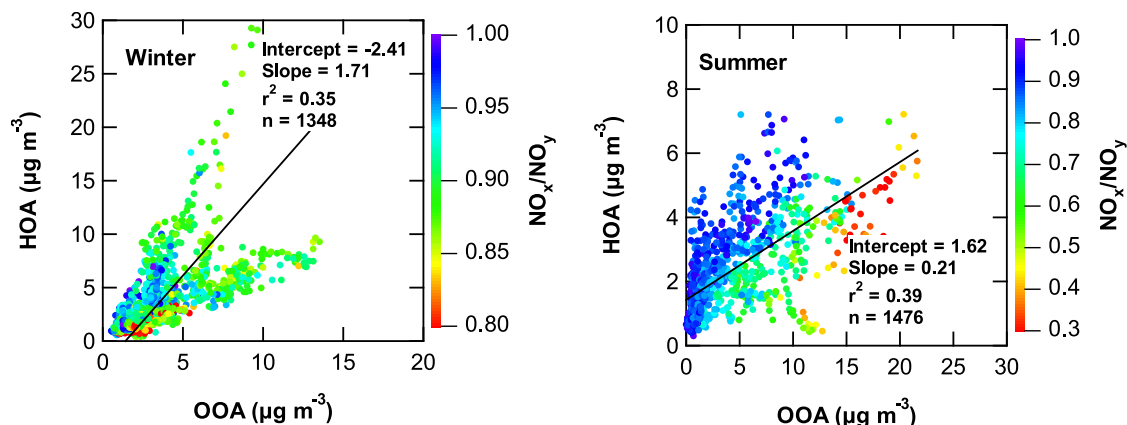 Winter
Intercept = -2.41
Slope = 1.71
r² = 0.35
n = 1348
HOA (µg m⁻³)
30
25
20
15
10
5
0
0 5 10 15 20
OOA (µg m⁻³)
1.00
0.95
0.90
0.85
0.80
NOₓ/NOᵧ
Summer
Intercept = 1.62
Slope = 0.21
r² = 0.39
n = 1476
HOA (µg m⁻³)
10
8
6
4
2
0
0 5 10 15 20 25 30
OOA (µg m⁻³)
1.0
0.9
0.8
0.7
0.6
0.5
0.4
0.3
NOₓ/NOᵧ